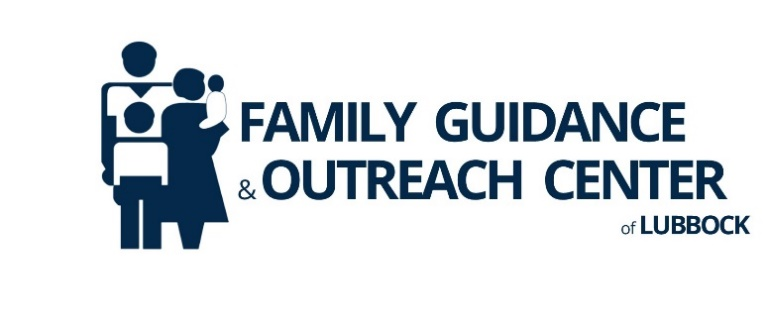 FAMILY GUIDANCE
& OUTREACH CENTER
of LUBBOCK